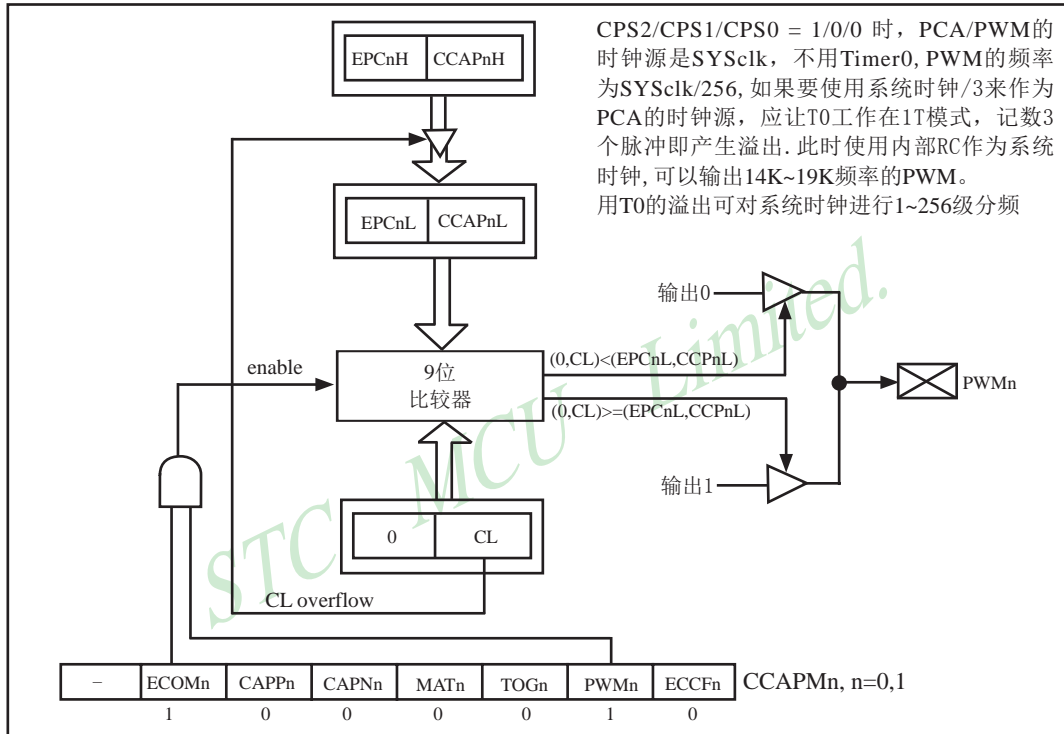 CPS2/CPS1/CPS0 = 1/0/0 时，PCA/PWM的
时钟源是SYSclk，不用Timer0, PWM的频率
为SYSclk/256, 如果要使用系统时钟/3来作为
PCA的时钟源，应让T0工作在1T模式，记数3
个脉冲即产生溢出. 此时使用内部RC作为系统
时钟,可以输出14K~19K频率的PWM。
用T0的溢出可对系统时钟进行1~256级分频
EPCnH CCAPnH
EPCnL CCAPnL
输出0
(0,CL)<(EPCnL,CCPnL)
enable
9位
比较器
PWMn
(0,CL)>=(EPCnL,CCPnL)
输出1
0 CL
CL overflow
STC MCU Limited.
– ECOMn CAPPn CAPNn MATn TOGn PWMn ECCFn CCAPMn, n=0,1
1 0 0 0 0 1 0